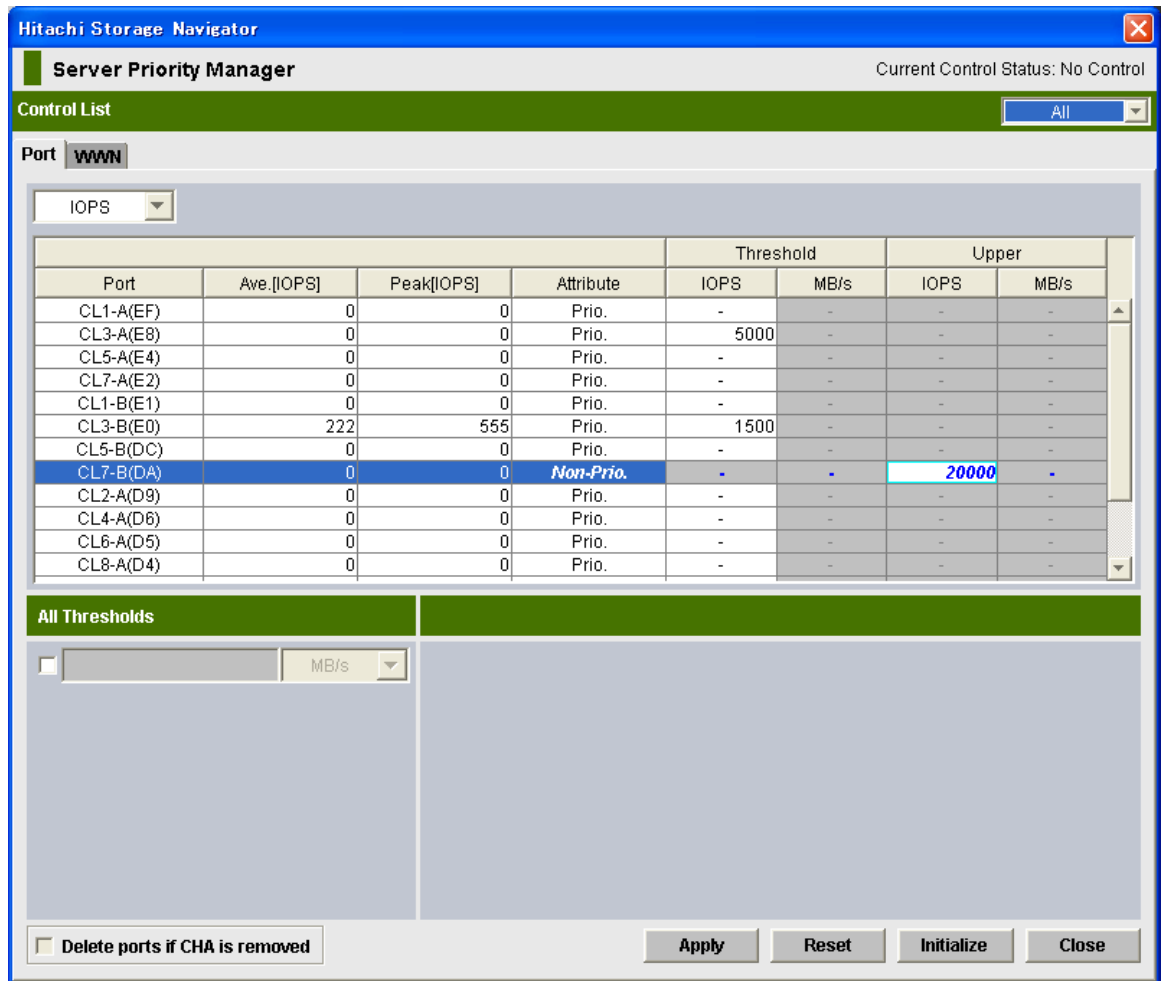 Hitachi Storage Navigator
Server Priority Manager Current Control Status: No Control
Control List All
Port WWN
IOPS
Threshold Upper
Port Ave.[IOPS] Peak[IOPS] Attribute IOPS MB/s IOPS MB/s
CL1-A(EF) 0 0 Prio. - - - -
CL3-A(E8) 0 0 Prio. 5000 - - -
CL5-A(E4) 0 0 Prio. - - - -
CL7-A(E2) 0 0 Prio. - - - -
CL1-B(E1) 0 0 Prio. - - - -
CL3-B(E0) 222 555 Prio. 1500 - - -
CL5-B(DC) 0 0 Prio. - - - -
CL7-B(DA) 0 0 Non-Prio. - - 20000 -
CL2-A(D9) 0 0 Prio. - - - -
CL4-A(D6) 0 0 Prio. - - - -
CL6-A(D5) 0 0 Prio. - - - -
CL8-A(D4) 0 0 Prio. - - - -
All Thresholds
MB/s
Delete ports if CHA is removed Apply Reset Initialize Close